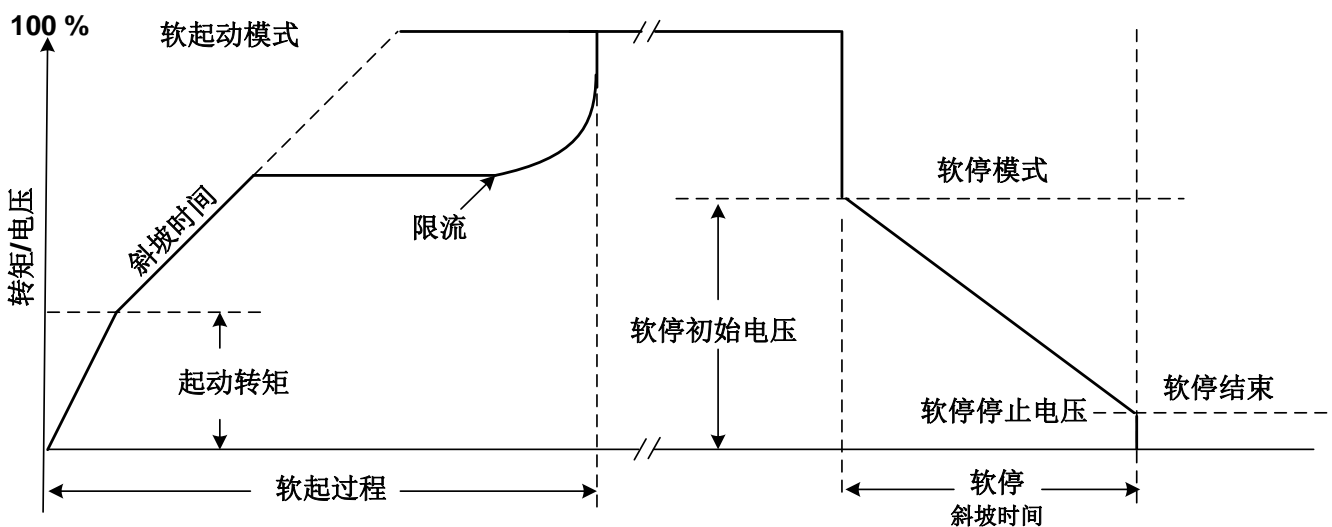 100 %
软起动模式
转矩/电压
斜坡时间
限流
起动转矩
软起过程
软停模式
软停初始电压
软停停止电压
软停结束
软停
斜坡时间